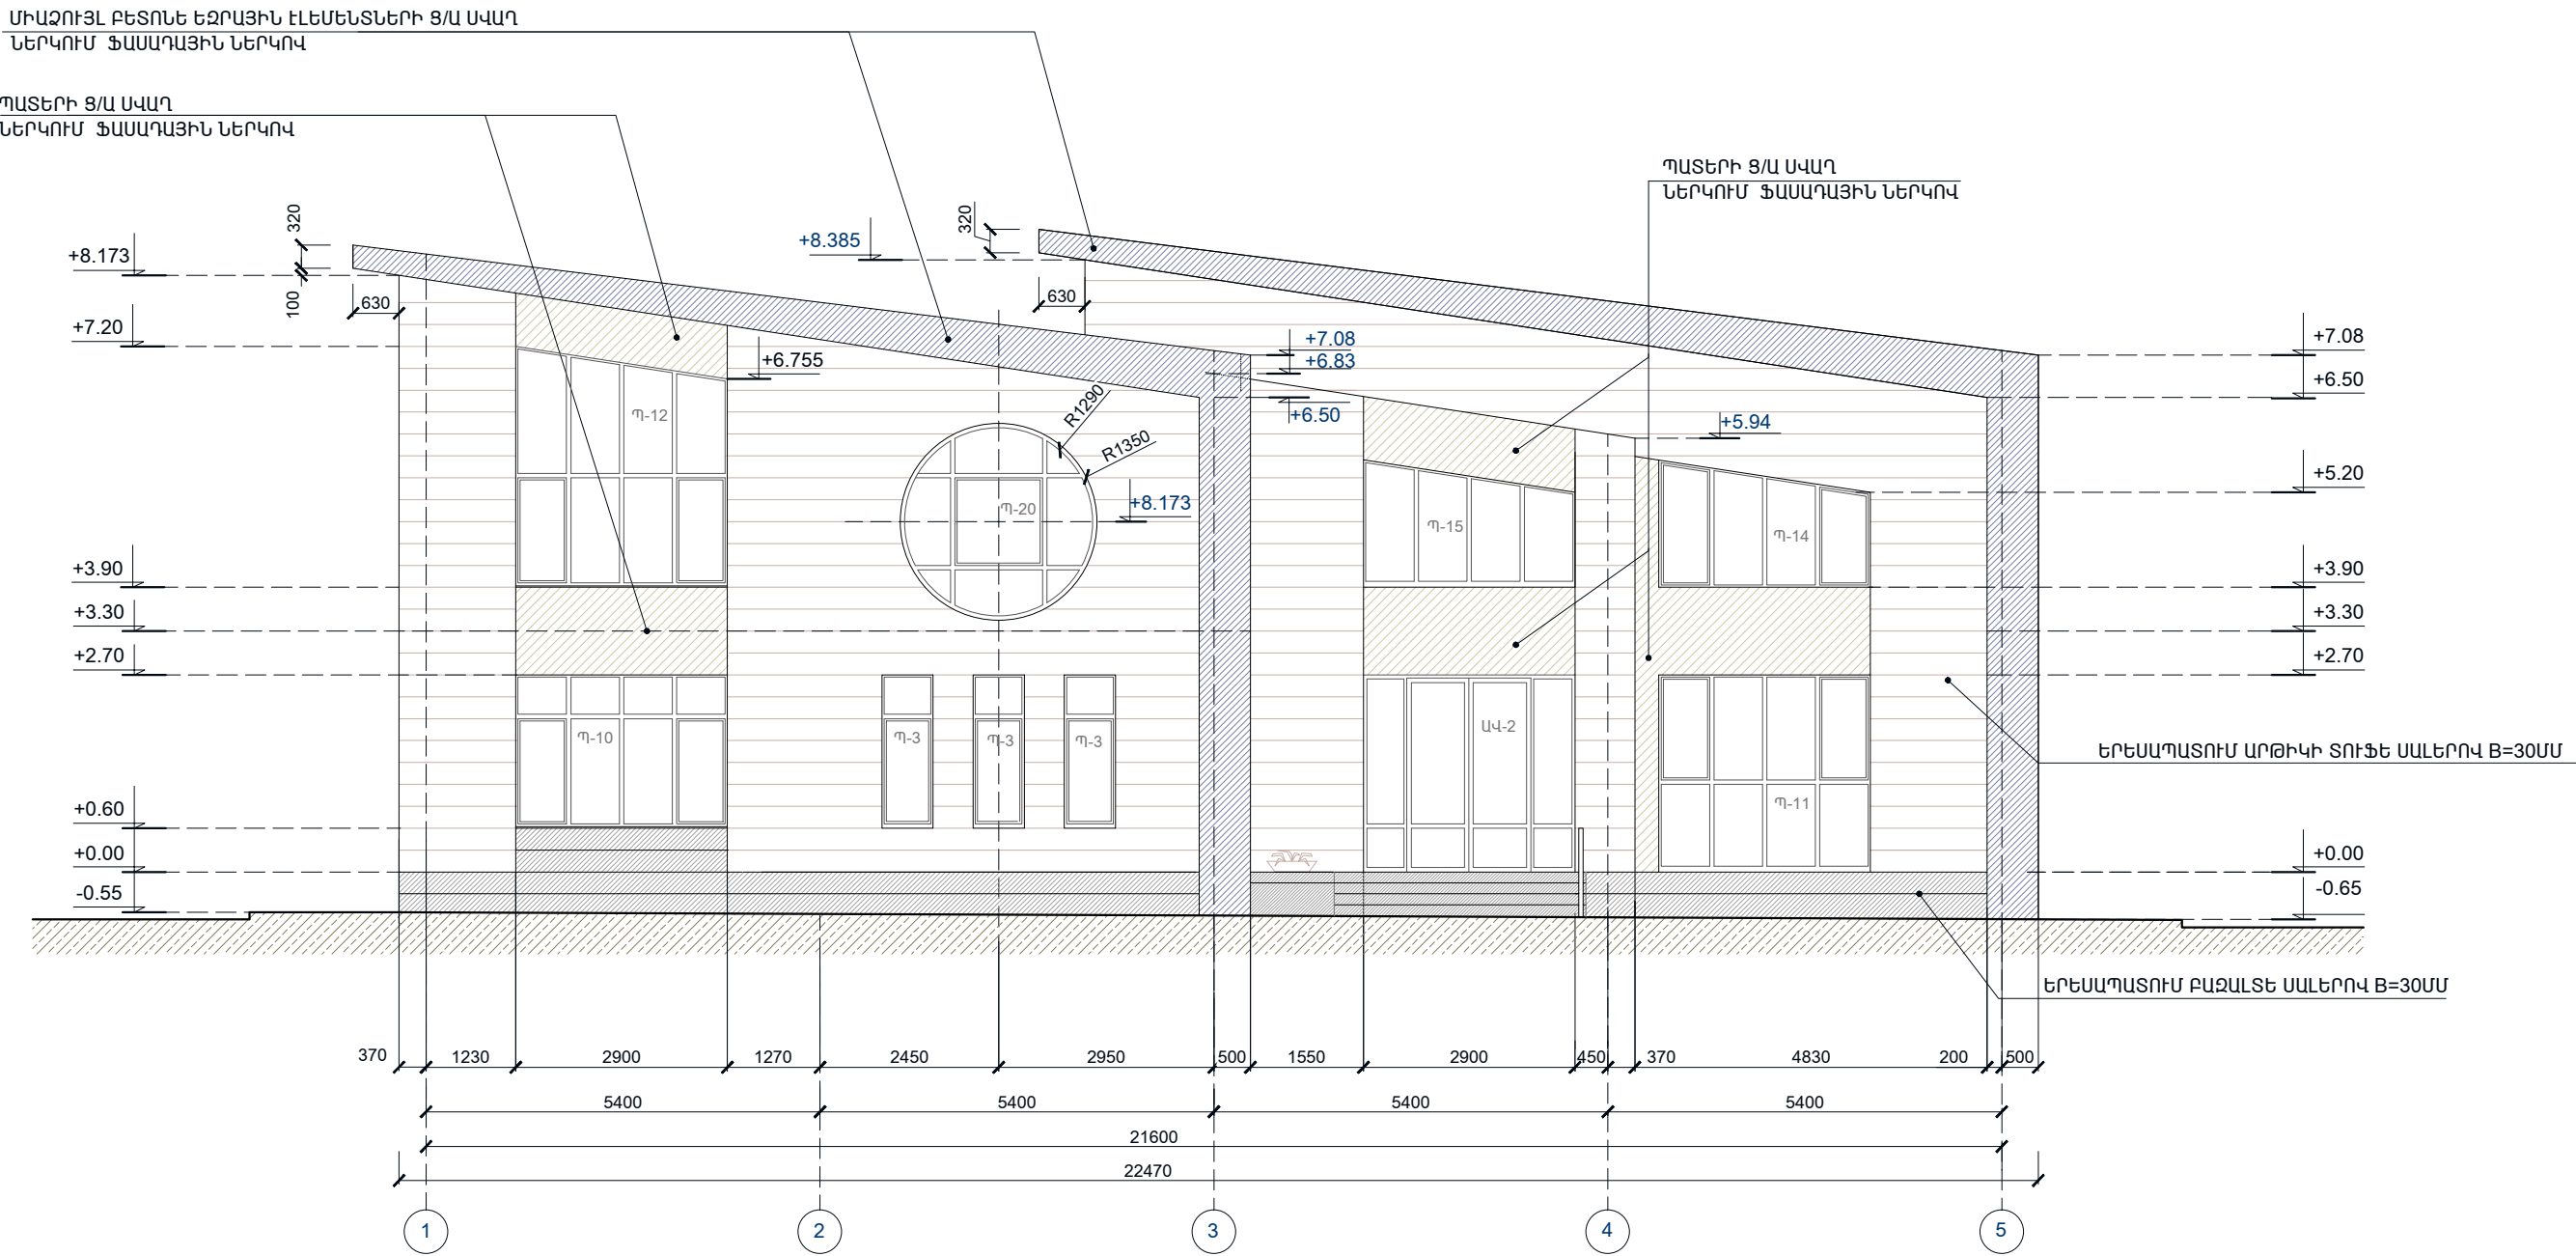 ՄԻԱՁՈՒՅԼ ԲԵՏՈՆԵ ԵԶՐԱՅԻՆ ԷԼԵՄԵՆՏՆԵՐԻ Ց/Ա ՍՎԱՂ
ՆԵՐԿՈՒՄ ՖԱՍԱԴԱՅԻՆ ՆԵՐԿՈՎ
ՊԱՏԵՐԻ Ց/Ա ՍՎԱՂ
ՆԵՐԿՈՒՄ ՖԱՍԱԴԱՅԻՆ ՆԵՐԿՈՎ
ՊԱՏԵՐԻ Ց/Ա ՍՎԱՂ
ՆԵՐԿՈՒՄ ՖԱՍԱԴԱՅԻՆ ՆԵՐԿՈՎ
320
100
630
+8.385
320
630
+8.173
+7.20
+3.90
+3.30
+2.70
+0.60
+0.00
-0.55
+6.755
+7.08
+6.83
+6.50
+5.94
R1290
R1350
+8.173
+7.08
+6.50
+5.20
+3.90
+3.30
+2.70
+0.00
-0.65
Պ-12
Պ-20
Պ-15
Պ-14
Պ-10
Պ-3
Պ-3
Պ-3
ԱՎ-2
Պ-11
ԵՐԵՍԱՊԱՏՈՒՄ ԱՐԹԻԿԻ ՏՈՒՖԵ ՍԱԼԵՐՈՎ B=30ՄՄ
ԵՐԵՍԱՊԱՏՈՒՄ ԲԱԶԱԼՏԵ ՍԱԼԵՐՈՎ B=30ՄՄ
370 1230 2900 1270 2450 2950 500 1550 2900 450 370 4830 200 500
5400 5400 5400 5400
21600
22470
1 2 3 4 5